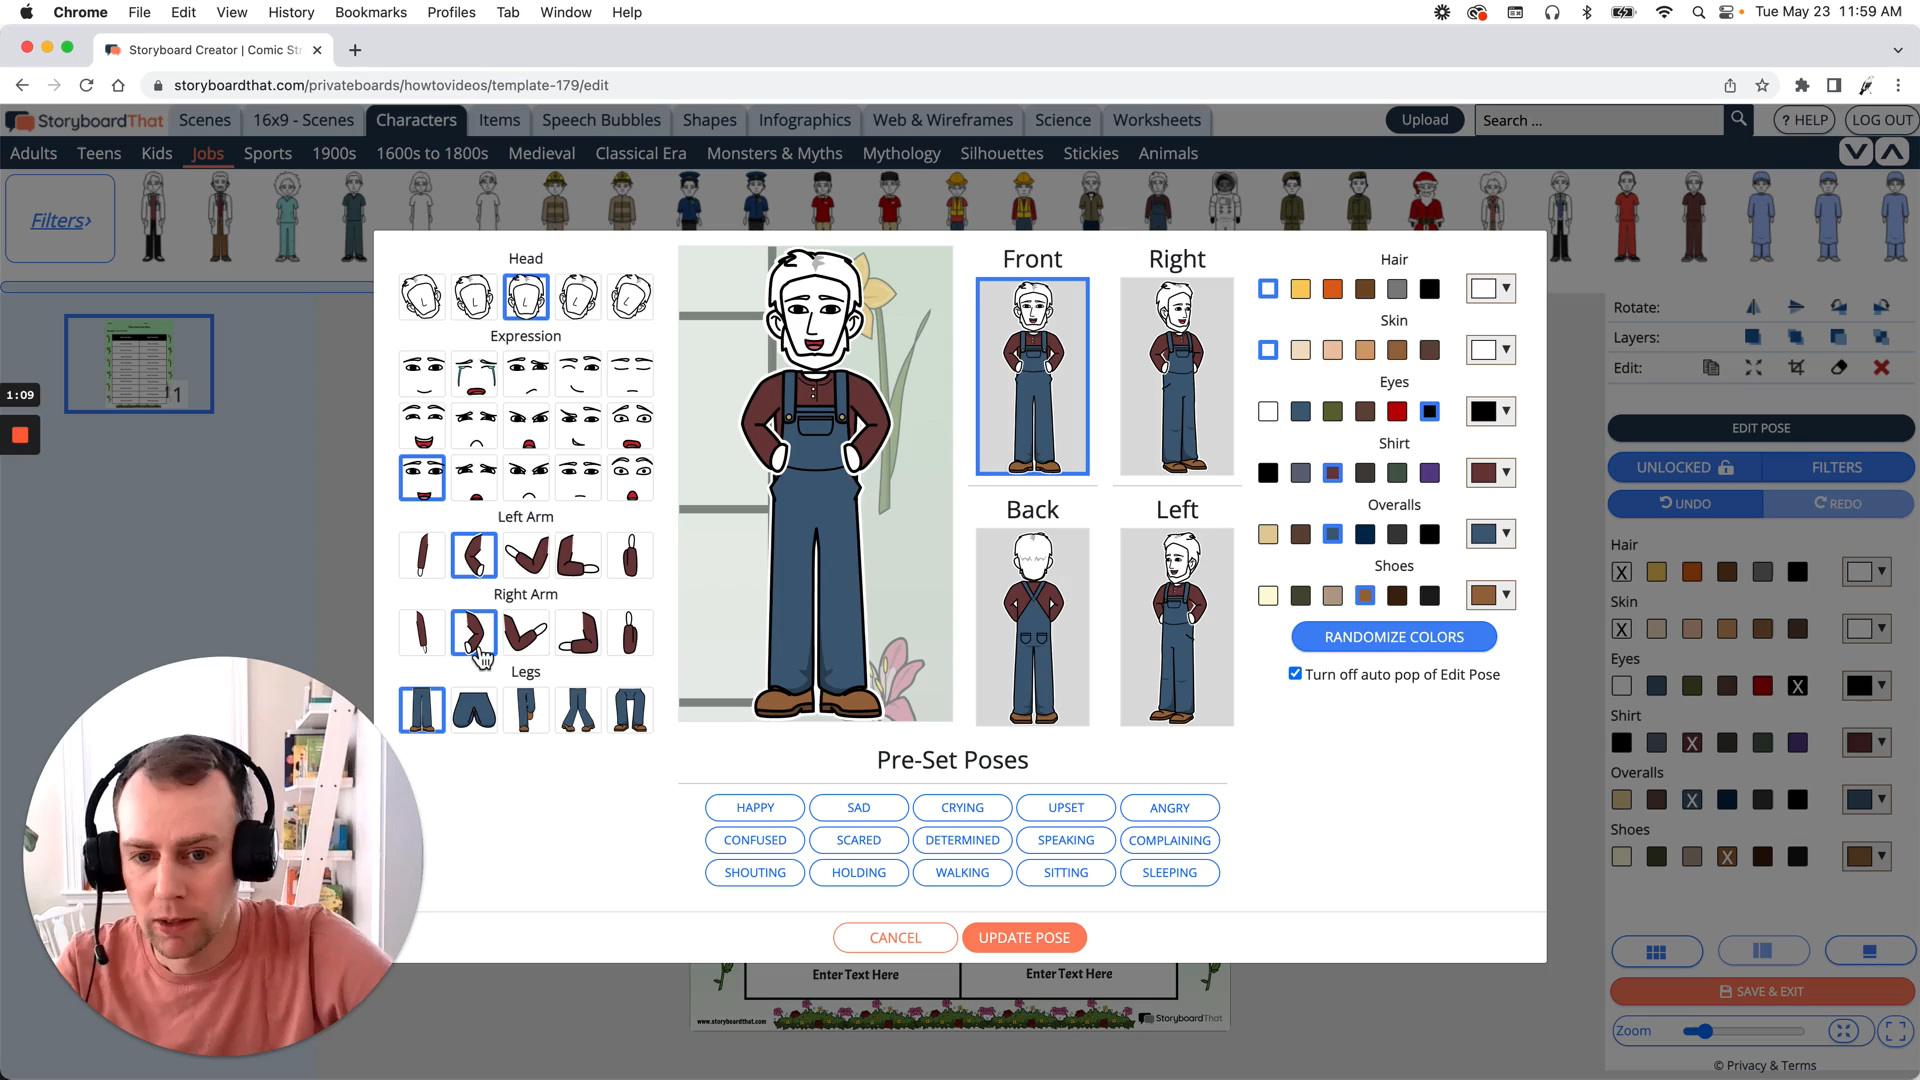 Chrome File Edit View History Bookmarks Profiles Tab Window Help Tue May 23 11:59 AM
Storyboard Creator | Comic St
storyboardthat.com/privateboards/howtovideos/template-179/edit
StoryboardThat Scenes 16x9 - Scenes Characters Items Speech Bubbles Shapes Infographics Web & Wireframes Science Worksheets Upload Search ... ? HELP LOG OUT
Adults Teens Kids Jobs Sports 1900s 1600s to 1800s Medieval Classical Era Monsters & Myths Mythology Silhouettes Stickies Animals
Filters›
Head
Expression
Left Arm
Right Arm
Legs
Front Right
Back Left
Hair
Skin
Eyes
Shirt
Overalls
Shoes
RANDOMIZE COLORS
Turn off auto pop of Edit Pose
Pre-Set Poses
HAPPY SAD CRYING UPSET ANGRY
CONFUSED SCARED DETERMINED SPEAKING COMPLAINING
SHOUTING HOLDING WALKING SITTING SLEEPING
CANCEL UPDATE POSE
Enter Text Here Enter Text Here
www.storyboardthat.com StoryboardThat
1:09
Rotate:
Layers:
Edit:
EDIT POSE
UNLOCKED FILTERS
UNDO REDO
Hair
X
Skin
X
Eyes
X
Shirt
X
Overalls
X
Shoes
X
SAVE & EXIT
Zoom
© Privacy & Terms